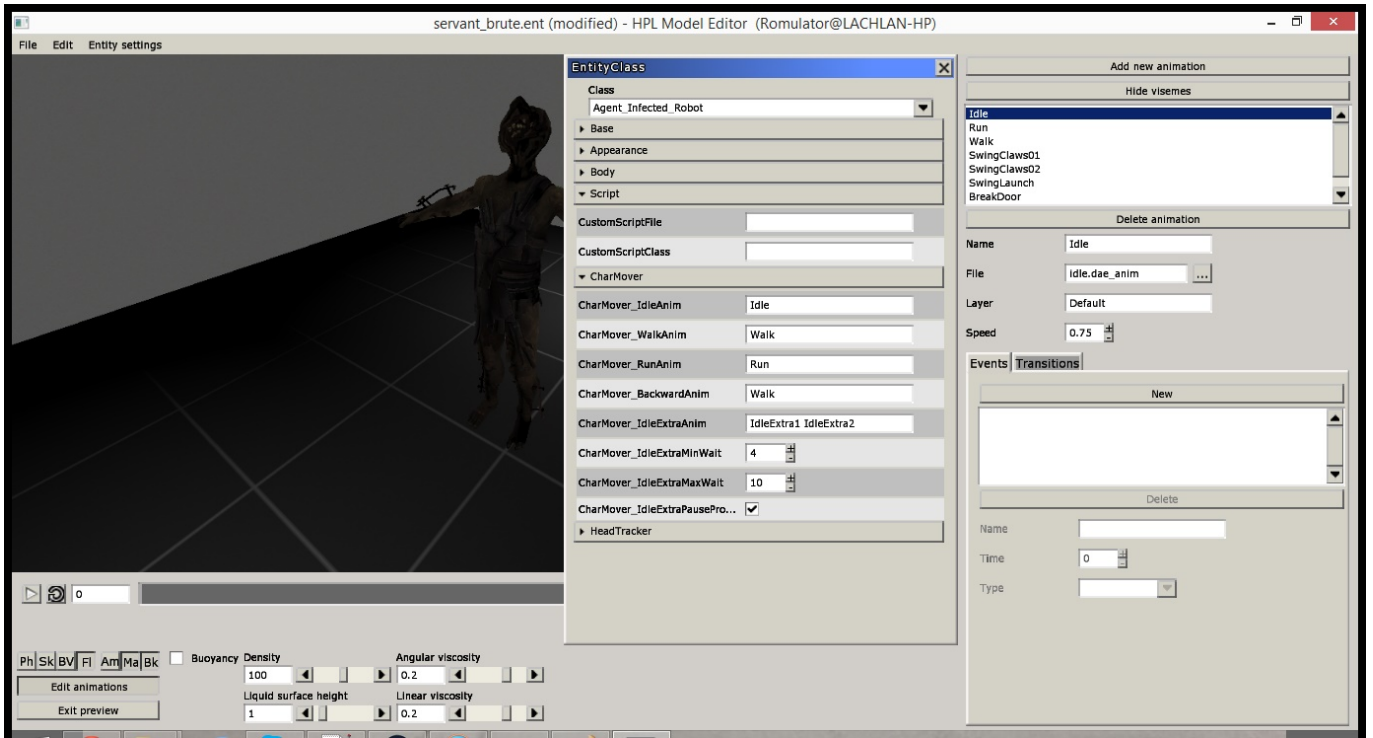 servant_brute.ent (modified) - HPL Model Editor (Romulator@LACHLAN-HP)
File Edit Entity settings
EntityClass
Class
Agent_Infected_Robot
Base
Appearance
Body
Script
CustomScriptFile
CustomScriptClass
CharMover
CharMover_IdleAnim Idle
CharMover_WalkAnim Walk
CharMover_RunAnim Run
CharMover_BackwardAnim Walk
CharMover_IdleExtraAnim IdleExtra1 IdleExtra2
CharMover_IdleExtraMinWait 4
CharMover_IdleExtraMaxWait 10
CharMover_IdleExtraPausePro...
HeadTracker
Add new animation
Hide visemes
Idle
Run
Walk
SwingClaws01
SwingClaws02
SwingLaunch
BreakDoor
Delete animation
Name Idle
File idle.dae_anim ...
Layer Default
Speed 0.75
Events Transitions
New
Delete
Name
Time 0
Type
0
Ph Sk BV Fl Am Ma Bk
Edit animations
Exit preview
Buoyancy Density Angular viscosity
100 0.2
Liquid surface height Linear viscosity
1 0.2